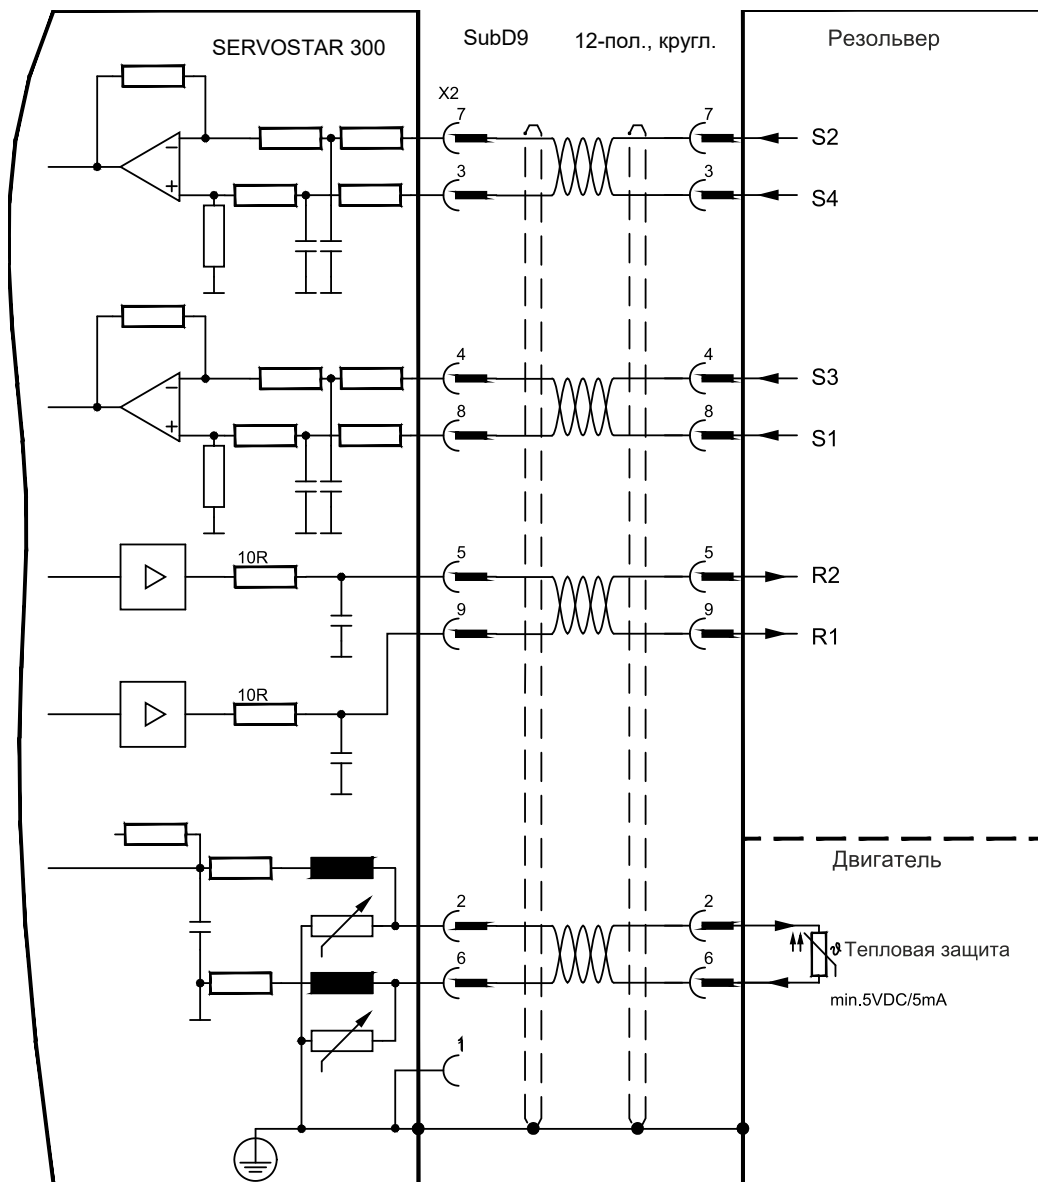 SERVOSTAR 300
SubD9
12-пол., кругл.
Резольвер
X2
7
7
S2
3
3
S4
4
4
S3
8
8
S1
10R
5
5
R2
9
9
R1
10R
Двигатель
2
2
ϑ Тепловая защита
6
6
min.5VDC/5mA
1